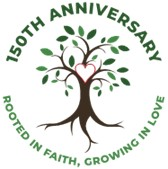 150TH ANNIVERSARY
ROOTED IN FAITH, GROWING IN LOVE